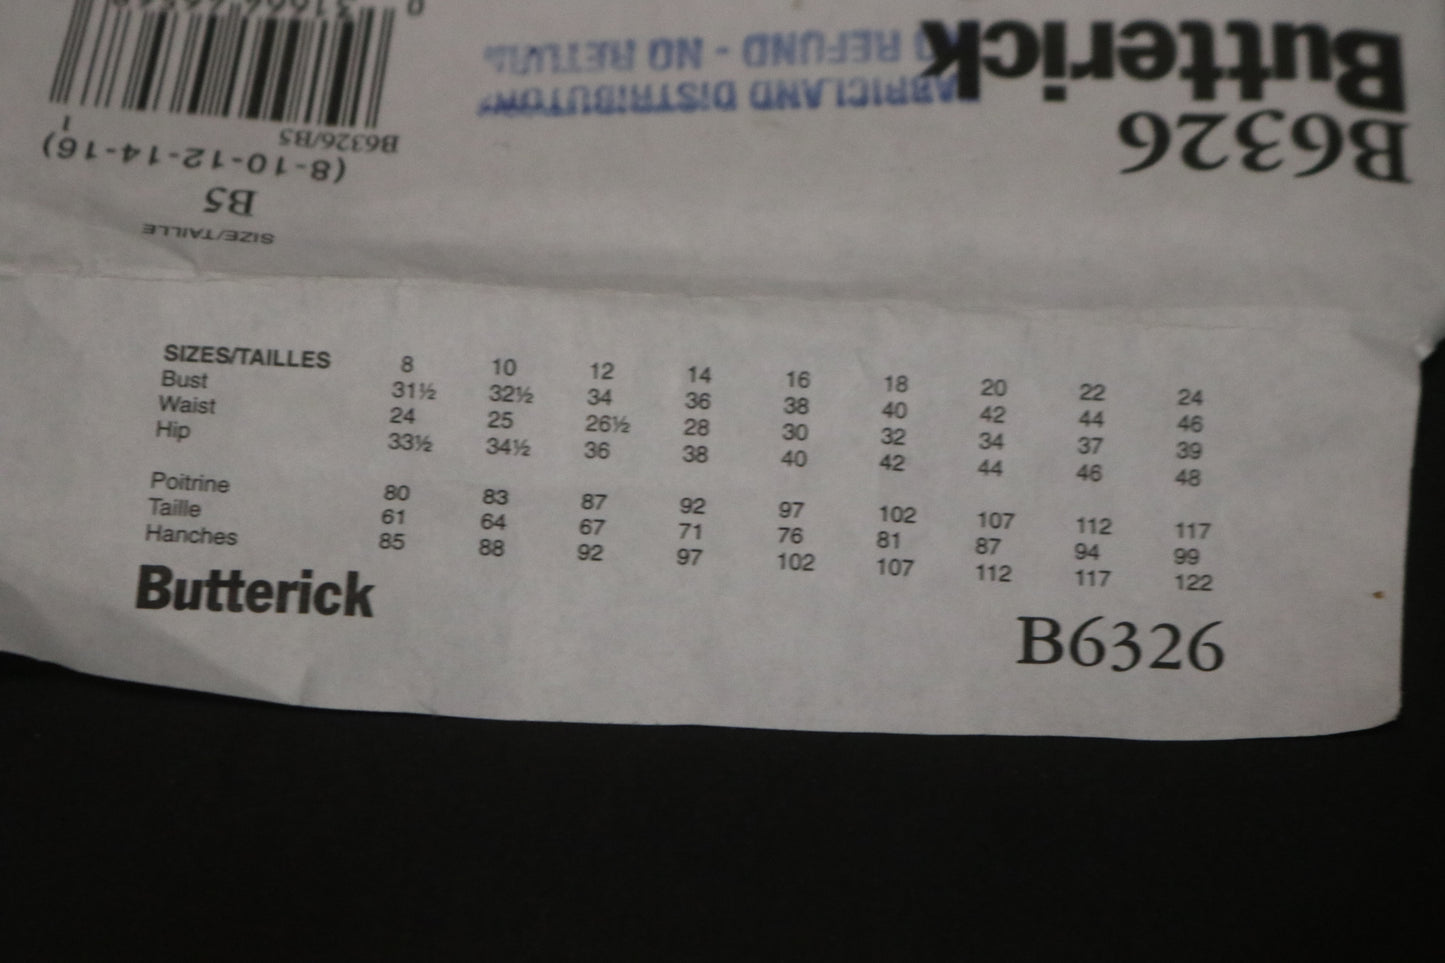 Butterick
B6326
NO REFUND - NO RETURN
FABRICLAND DISTRIBUTORS
B6326/B5
1
(8-10-12-14-16)
B5
SIZE/TAILLE
SIZES/TAILLES 8 10 12 14 16 18 20 22 24
Bust 31½ 32½ 34 36 38 40 42 44 46
Waist 24 25 26½ 28 30 32 34 37 39
Hip 33½ 34½ 36 38 40 42 44 46 48
Poitrine 80 83 87 92 97 102 107 112 117
Taille 61 64 67 71 76 81 87 94 99
Hanches 85 88 92 97 102 107 112 117 122
Butterick
B6326